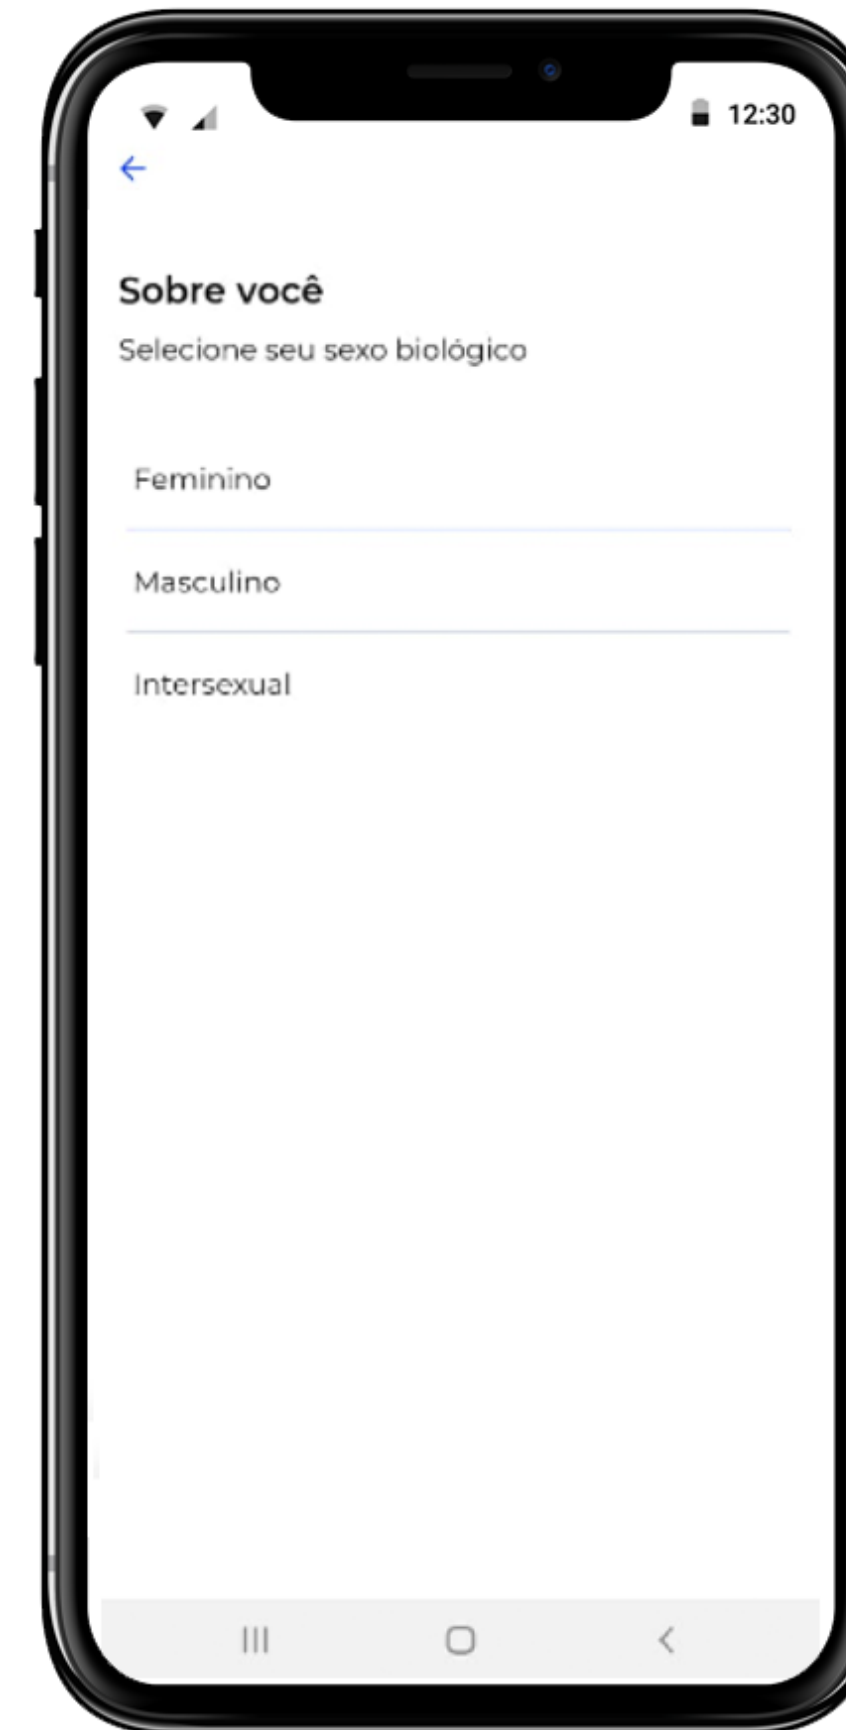 12:30
Sobre você
Selecione seu sexo biológico
Feminino
Masculino
Intersexual